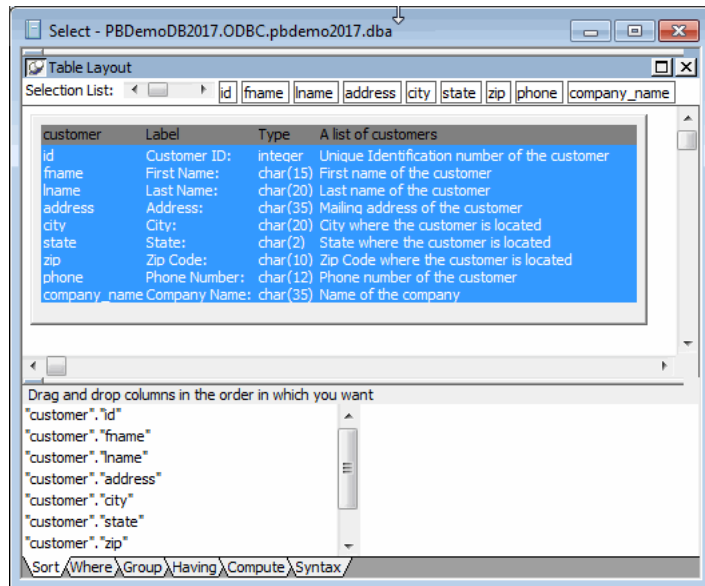 Select - PBDemoDB2017.ODBC.pbdemo2017.dba
Table Layout
Selection List: id fname lname address city state zip phone company_name
customer Label Type A list of customers
id Customer ID: integer Unique Identification number of the customer
fname First Name: char(15) First name of the customer
lname Last Name: char(20) Last name of the customer
address Address: char(35) Mailing address of the customer
city City: char(20) City where the customer is located
state State: char(2) State where the customer is located
zip Zip Code: char(10) Zip Code where the customer is located
phone Phone Number: char(12) Phone number of the customer
company_name Company Name: char(35) Name of the company
Drag and drop columns in the order in which you want
"customer"."id"
"customer"."fname"
"customer"."lname"
"customer"."address"
"customer"."city"
"customer"."state"
"customer"."zip"
Sort Where Group Having Compute Syntax